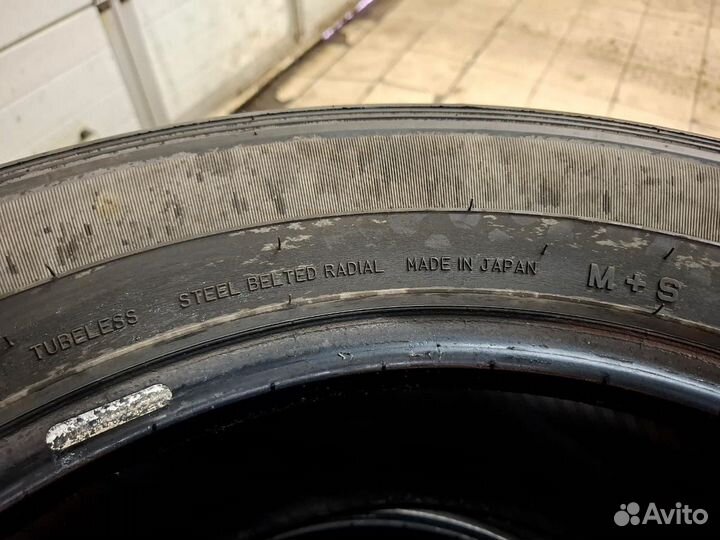 TUBELESS STEEL BELTED RADIAL MADE IN JAPAN M+S
Avito